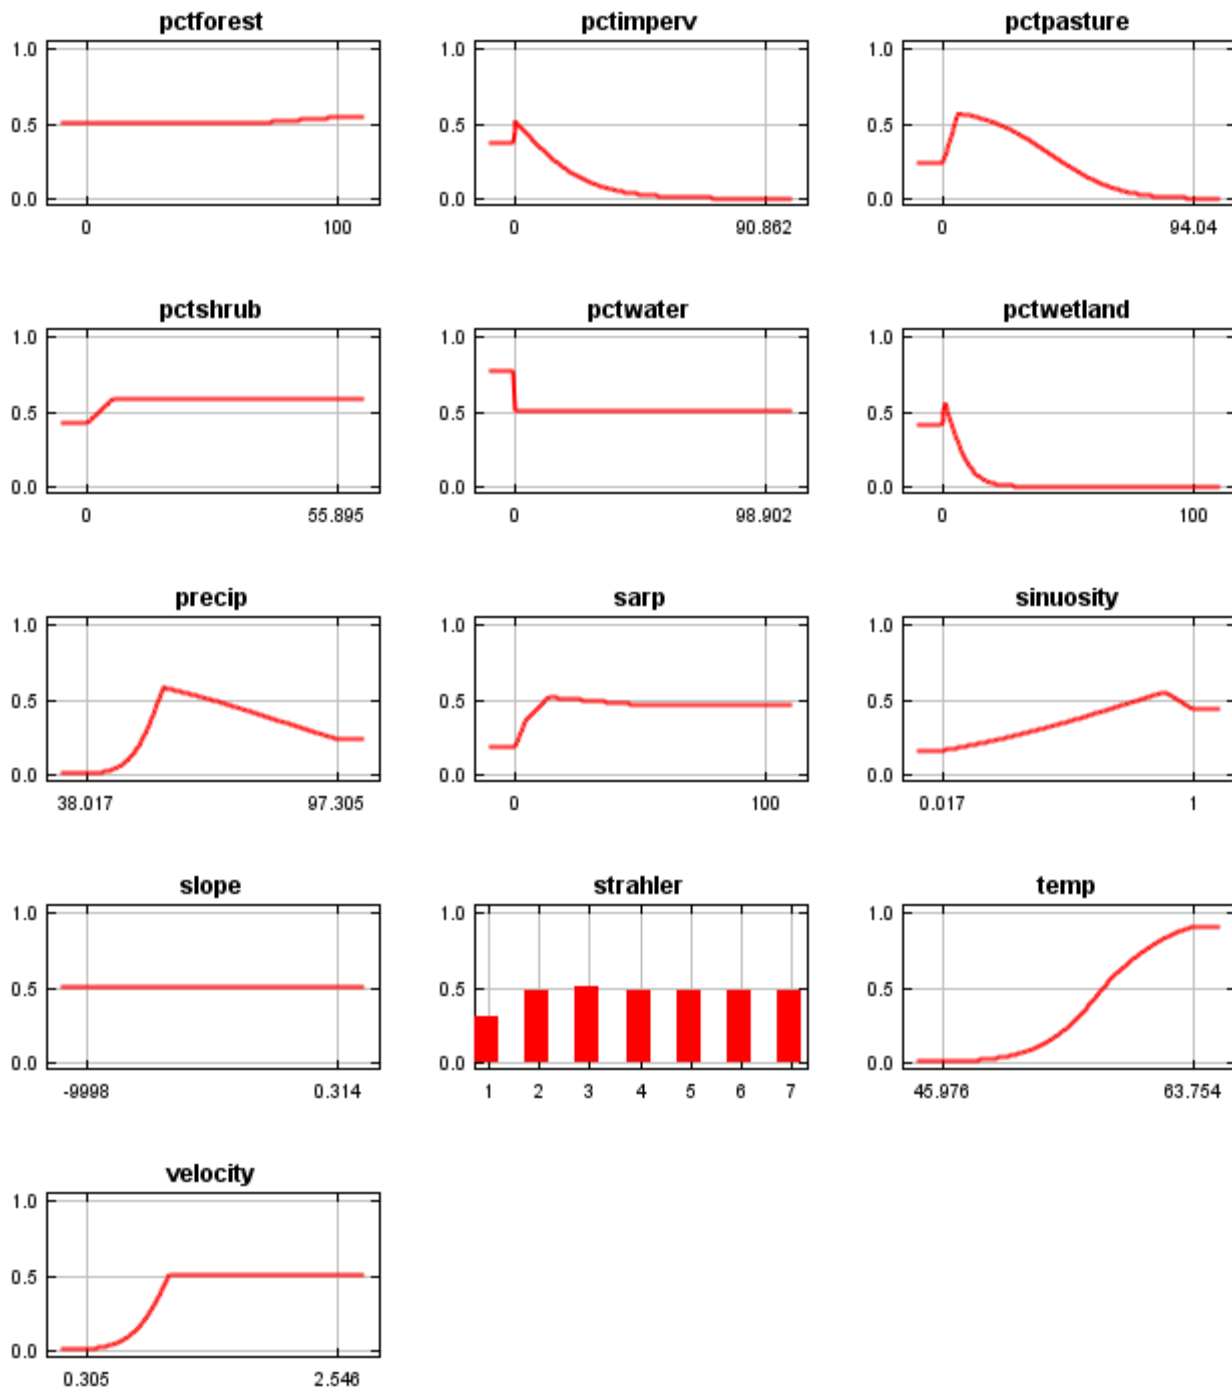 pctforest pctimperv pctpasture
1.0 1.0 1.0
0.5 0.5 0.5
0.0 0.0 0.0
0 100 0 90.862 0 94.04
pctshrub pctwater pctwetland
1.0 1.0 1.0
0.5 0.5 0.5
0.0 0.0 0.0
0 55.895 0 98.902 0 100
precip sarp sinuosity
1.0 1.0 1.0
0.5 0.5 0.5
0.0 0.0 0.0
38.017 97.305 0 100 0.017 1
slope strahler temp
1.0 1.0 1.0
0.5 0.5 0.5
0.0 0.0 0.0
-9998 0.314 1 2 3 4 5 6 7 45.976 63.754
velocity
1.0
0.5
0.0
0.305 2.546